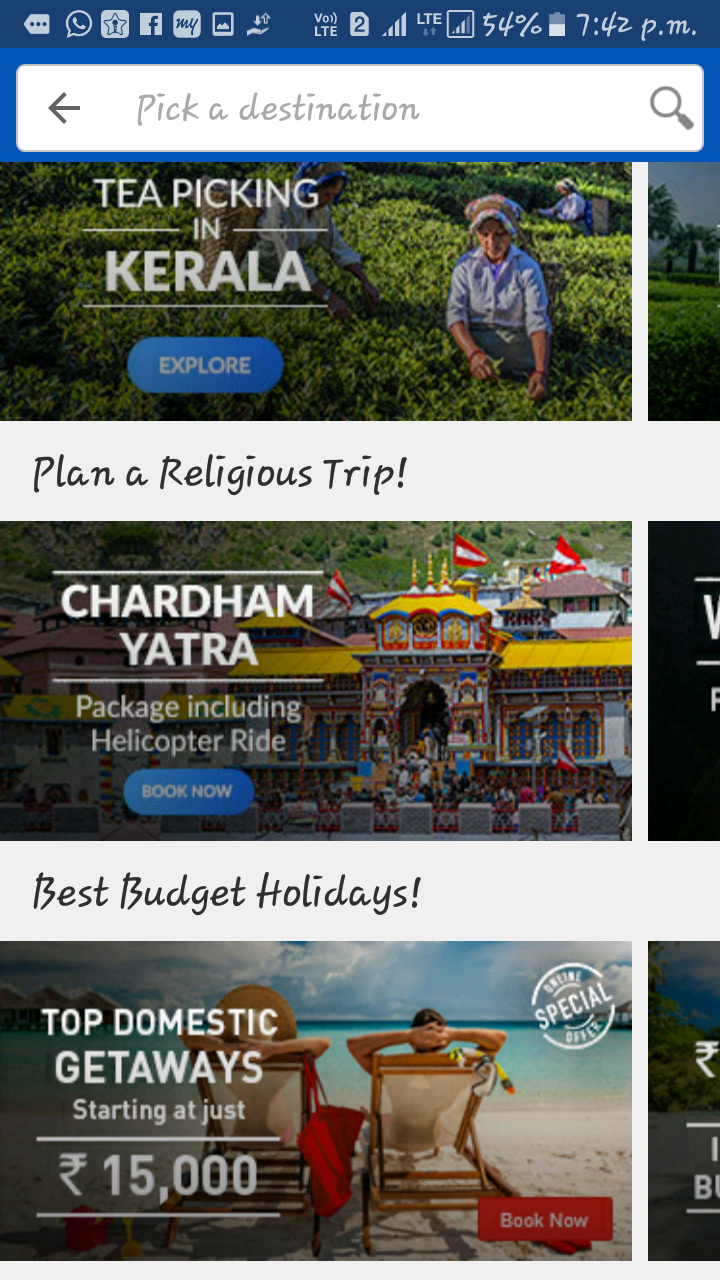 my Vo)) LTE 2 LTE 54% 7:42 p.m.
Pick a destination
TEA PICKING
IN
KERALA
EXPLORE
Plan a Religious Trip!
CHARDHAM
YATRA
Package including
Helicopter Ride
BOOK NOW
W
Best Budget Holidays!
ONLINE
SPECIAL
OFFER
TOP DOMESTIC
GETAWAYS
Starting at just
₹ 15,000
Book Now
₹
BU